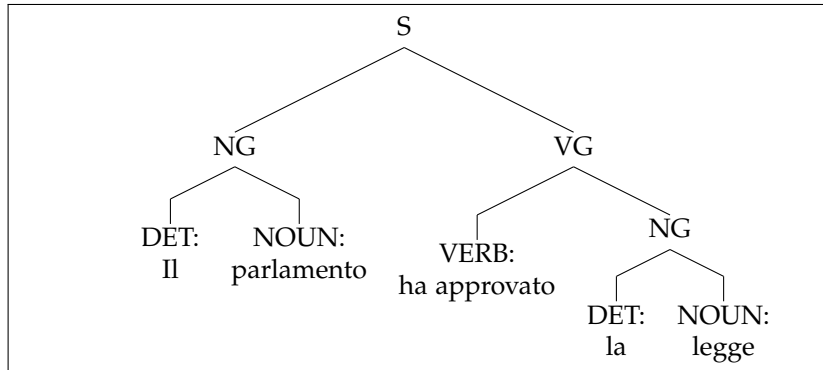 S
NG VG
DET: NOUN: VERB: NG
Il parlamento ha approvato
DET: NOUN:
la legge